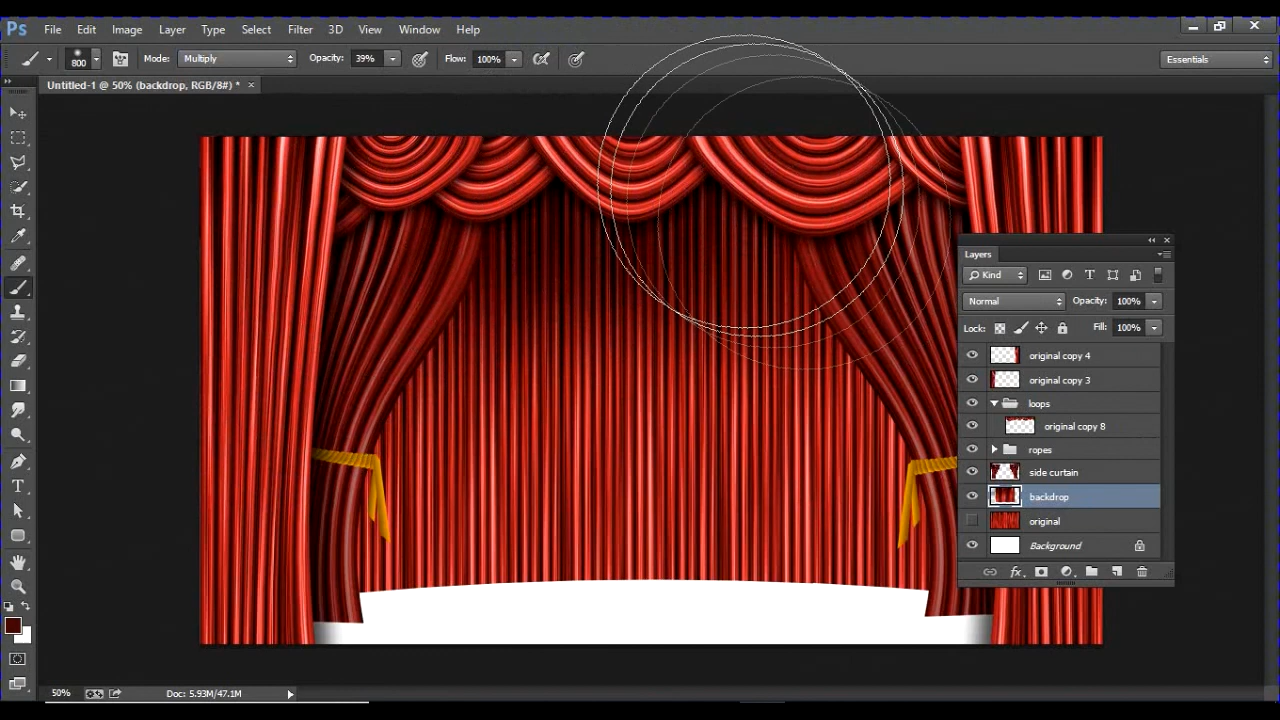 Ps File Edit Image Layer Type Select Filter 3D View Window Help
800 Mode: Multiply Opacity: 39% Flow: 100% Essentials
Untitled-1 @ 50% (backdrop, RGB/8#) * ×
Layers
Kind
Normal Opacity: 100%
Lock: Fill: 100%
original copy 4
original copy 3
loops
original copy 8
ropes
side curtain
backdrop
original
Background
fx
50% Doc: 5.93M/47.1M